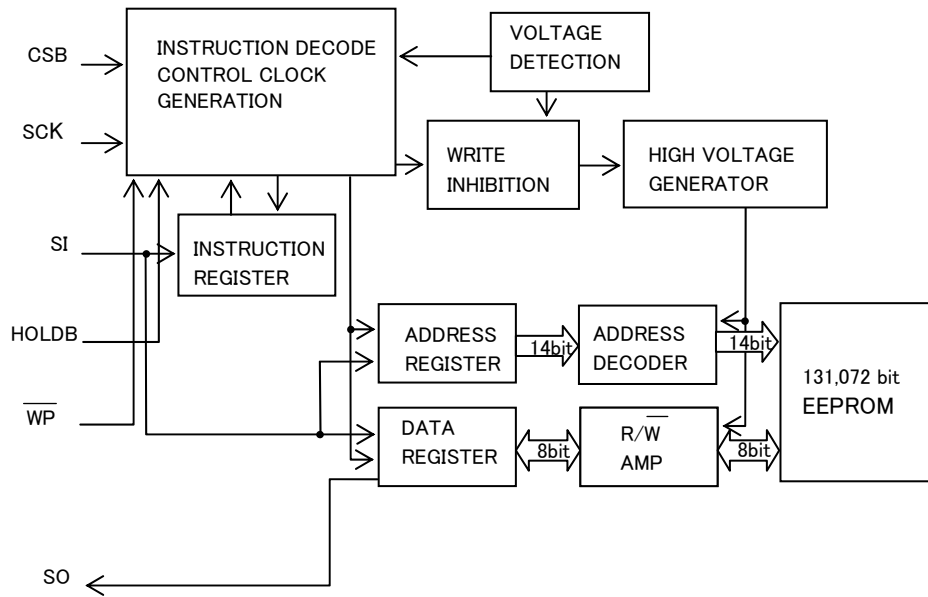 CSB
SCK
SI
HOLDB
WP
SO
INSTRUCTION DECODE
CONTROL CLOCK
GENERATION
VOLTAGE
DETECTION
WRITE
INHIBITION
HIGH VOLTAGE
GENERATOR
INSTRUCTION
REGISTER
ADDRESS
REGISTER
14bit
ADDRESS
DECODER
14bit
131,072 bit
EEPROM
DATA
REGISTER
8bit
R/W
AMP
8bit